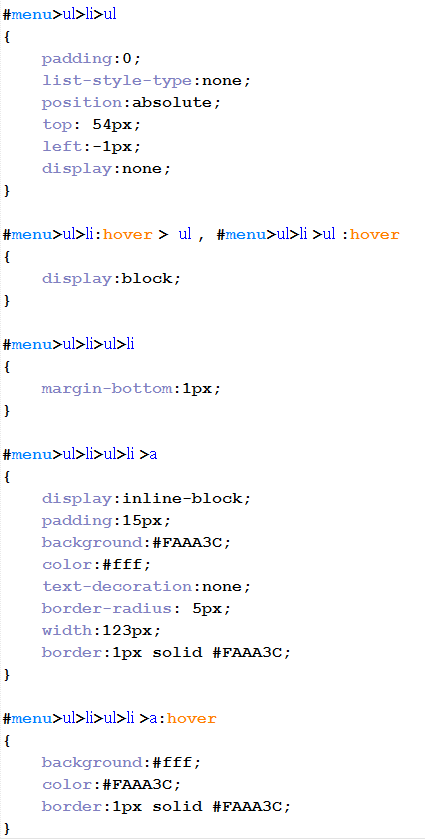 #menu>ul>li>ul
{
    padding:0;
    list-style-type:none;
    position:absolute;
    top: 54px;
    left:-1px;
    display:none;
}

#menu>ul>li:hover > ul , #menu>ul>li >ul :hover
{
    display:block;
}

#menu>ul>li>ul>li
{
    margin-bottom:1px;
}

#menu>ul>li>ul>li >a
{
    display:inline-block;
    padding:15px;
    background:#FAAA3C;
    color:#fff;
    text-decoration:none;
    border-radius: 5px;
    width:123px;
    border:1px solid #FAAA3C;
}

#menu>ul>li>ul>li >a:hover
{
    background:#fff;
    color:#FAAA3C;
    border:1px solid #FAAA3C;
}